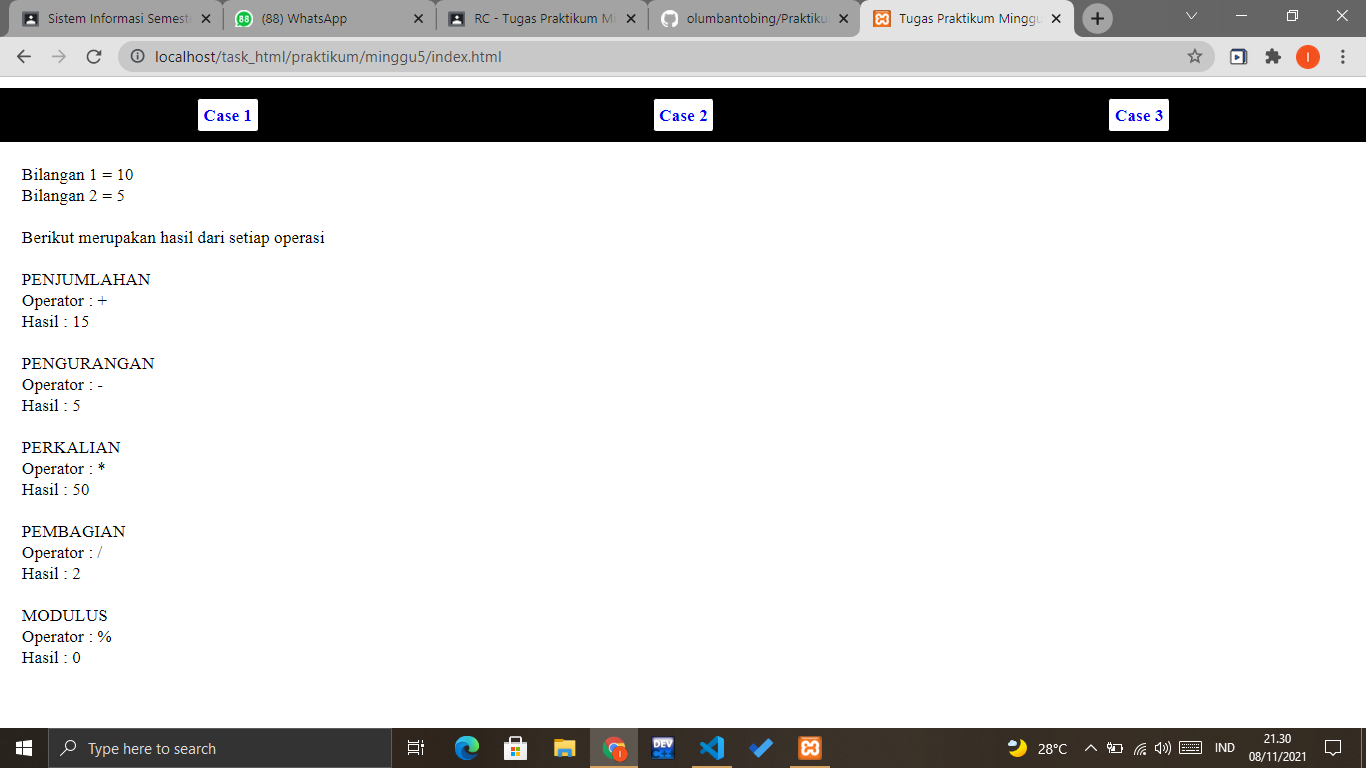 Sistem Informasi Semest
(88) WhatsApp
RC - Tugas Praktikum Mi
olumbantobing/Praktiku
Tugas Praktikum Minggu
localhost/task_html/praktikum/minggu5/index.html
I
Case 1
Case 2
Case 3
Bilangan 1 = 10
Bilangan 2 = 5
Berikut merupakan hasil dari setiap operasi
PENJUMLAHAN
Operator : +
Hasil : 15
PENGURANGAN
Operator : -
Hasil : 5
PERKALIAN
Operator : *
Hasil : 50
PEMBAGIAN
Operator : /
Hasil : 2
MODULUS
Operator : %
Hasil : 0
Type here to search
DEV
28°C
IND
21.30
08/11/2021